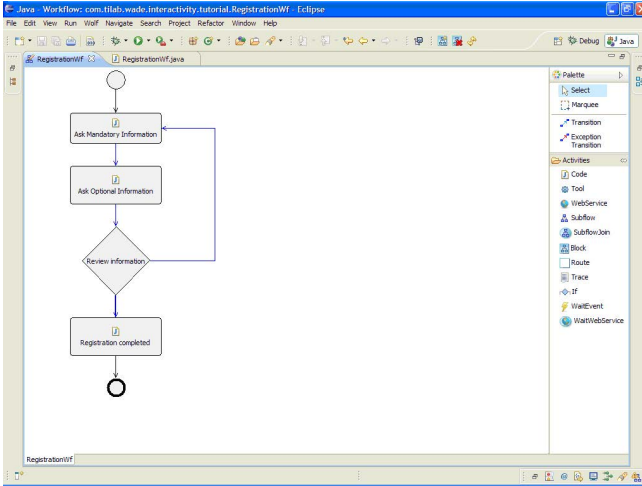 Java - Workflow: com.tilab.wade.interactivity.tutorial.RegistrationWf - Eclipse
File Edit View Run Wolf Navigate Search Project Refactor Window Help
Debug Java
RegistrationWf RegistrationWf.java
Palette
Select
Marquee
Transition
Exception
Transition
Activities
Code
Tool
WebService
Subflow
SubflowJoin
Block
Route
Trace
If
WaitEvent
WaitWebService
Ask Mandatory Information
Ask Optional Information
Review information
Registration completed
RegistrationWf